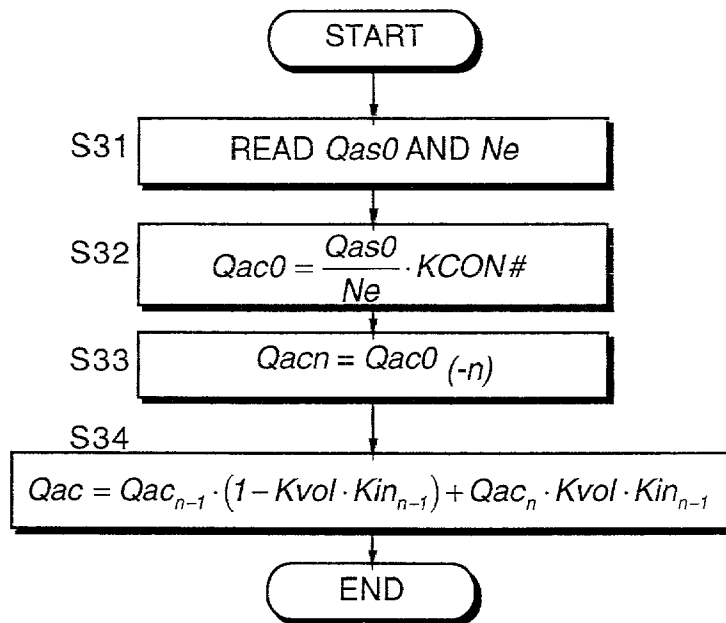 START
S31
READ Qas0 AND Ne
S32
Qac0 = Qas0/Ne · KCON#
S33
Qacn = Qac0 (-n)
S34
Qac = Qac_{n-1} · (1 - Kvol · Kin_{n-1}) + Qac_n · Kvol · Kin_{n-1}
END